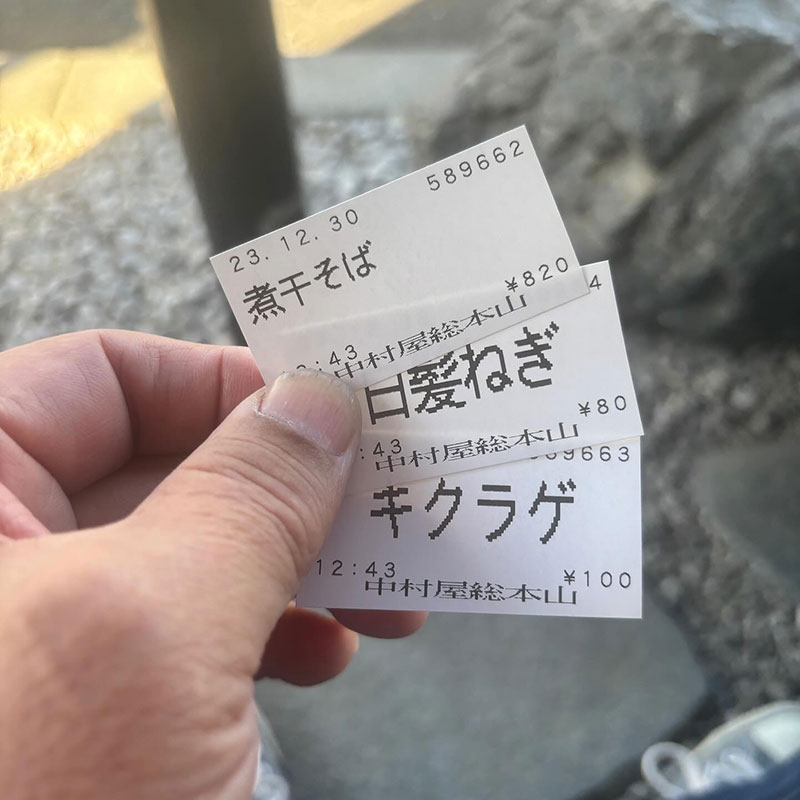 589662
23.12.30
煮干そば
¥820
:43
中村屋総本山
4
白髪ねぎ
¥80
:43
中村屋総本山
589663
キクラゲ
12:43
¥100
中村屋総本山